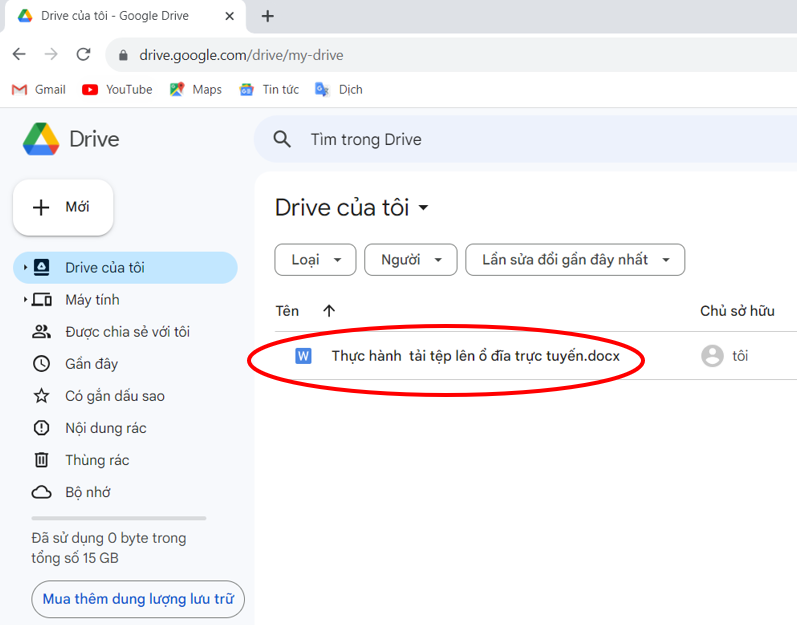 Drive của tôi - Google Drive
drive.google.com/drive/my-drive
Gmail YouTube Maps Tin tức Dịch
Drive
Tìm trong Drive
Mới
Drive của tôi
Máy tính
Được chia sẻ với tôi
Gần đây
Có gắn dấu sao
Nội dung rác
Thùng rác
Bộ nhớ
Đã sử dụng 0 byte trong
tổng số 15 GB
Mua thêm dung lượng lưu trữ
Drive của tôi
Loại Người Lần sửa đổi gần đây nhất
Tên Chủ sở hữu
W Thực hành tải tệp lên ổ đĩa trực tuyến.docx tôi